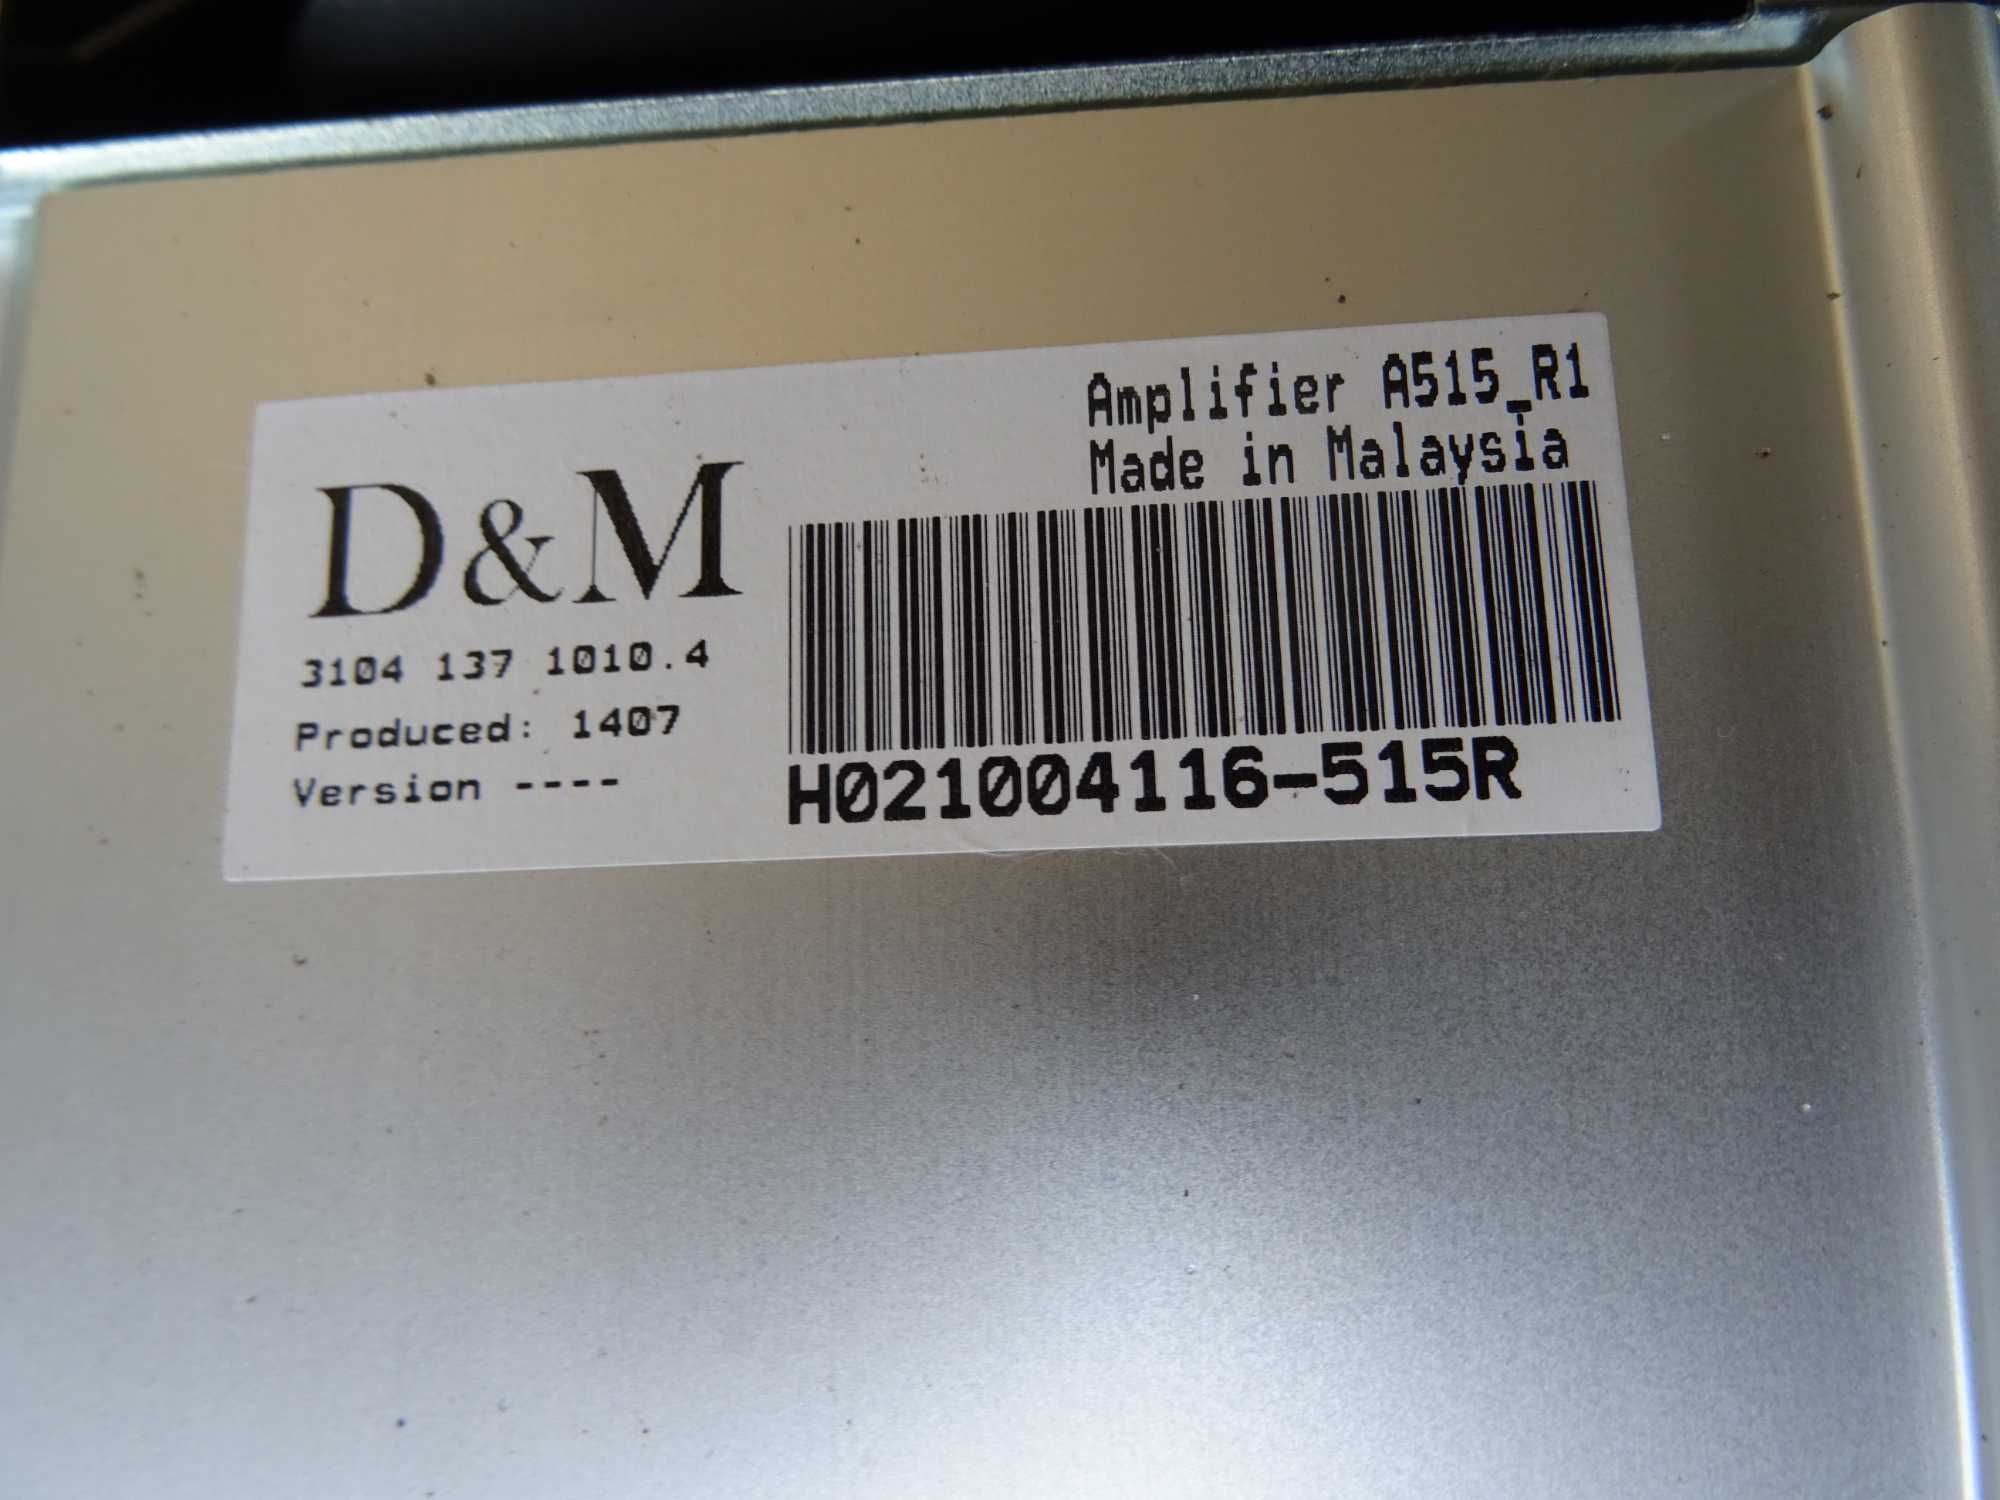 Amplifier A515_R1
Made in Malaysia
D&M
3104 137 1010.4
Produced: 1407
Version ----
H021004116-515R